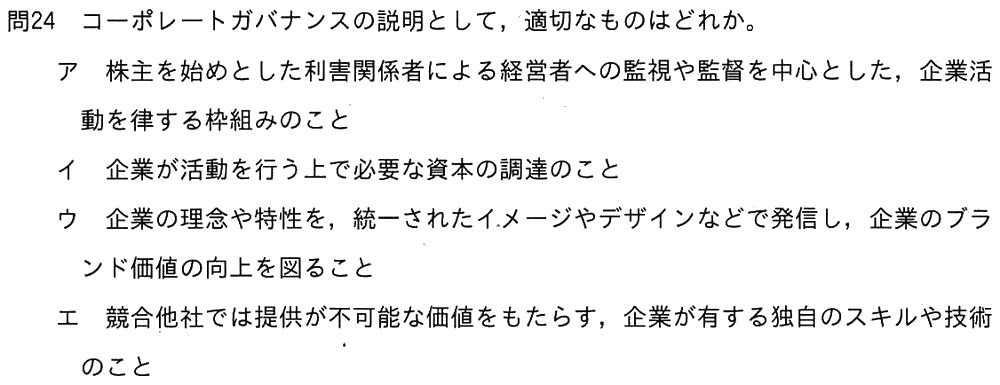 問24　コーポレートガバナンスの説明として，適切なものはどれか。
ア　株主を始めとした利害関係者による経営者への監視や監督を中心とした，企業活
動を律する枠組みのこと
イ　企業が活動を行う上で必要な資本の調達のこと
ウ　企業の理念や特性を，統一されたイメージやデザインなどで発信し，企業のブラ
ンド価値の向上を図ること
エ　競合他社では提供が不可能な価値をもたらす，企業が有する独自のスキルや技術
のこと